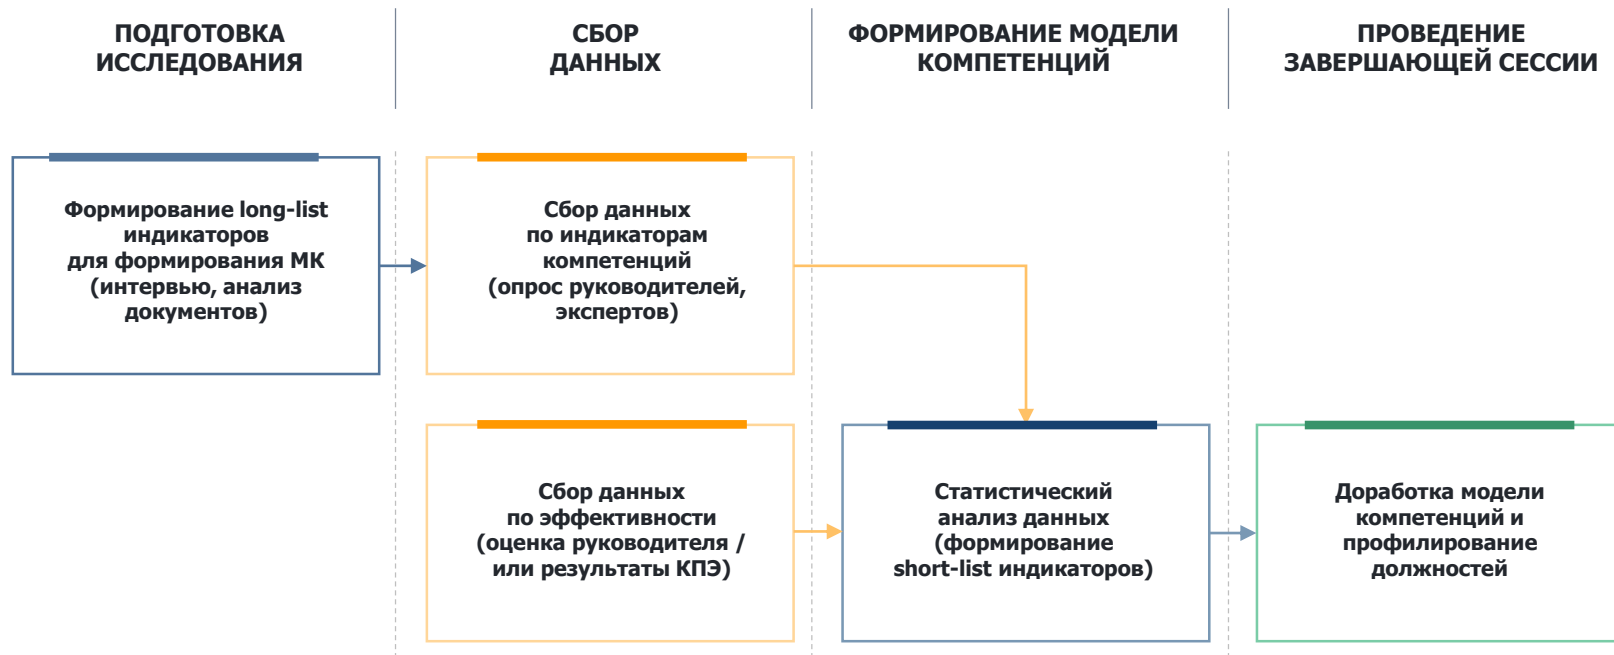 ПОДГОТОВКА
ИССЛЕДОВАНИЯ
СБОР
ДАННЫХ
ФОРМИРОВАНИЕ МОДЕЛИ
КОМПЕТЕНЦИЙ
ПРОВЕДЕНИЕ
ЗАВЕРШАЮЩЕЙ СЕССИИ
Формирование long-list
индикаторов
для формирования МК
(интервью, анализ
документов)
Сбор данных
по индикаторам
компетенций
(опрос руководителей,
экспертов)
Сбор данных
по эффективности
(оценка руководителя /
или результаты КПЭ)
Статистический
анализ данных
(формирование
short-list индикаторов)
Доработка модели
компетенций и
профилирование
должностей